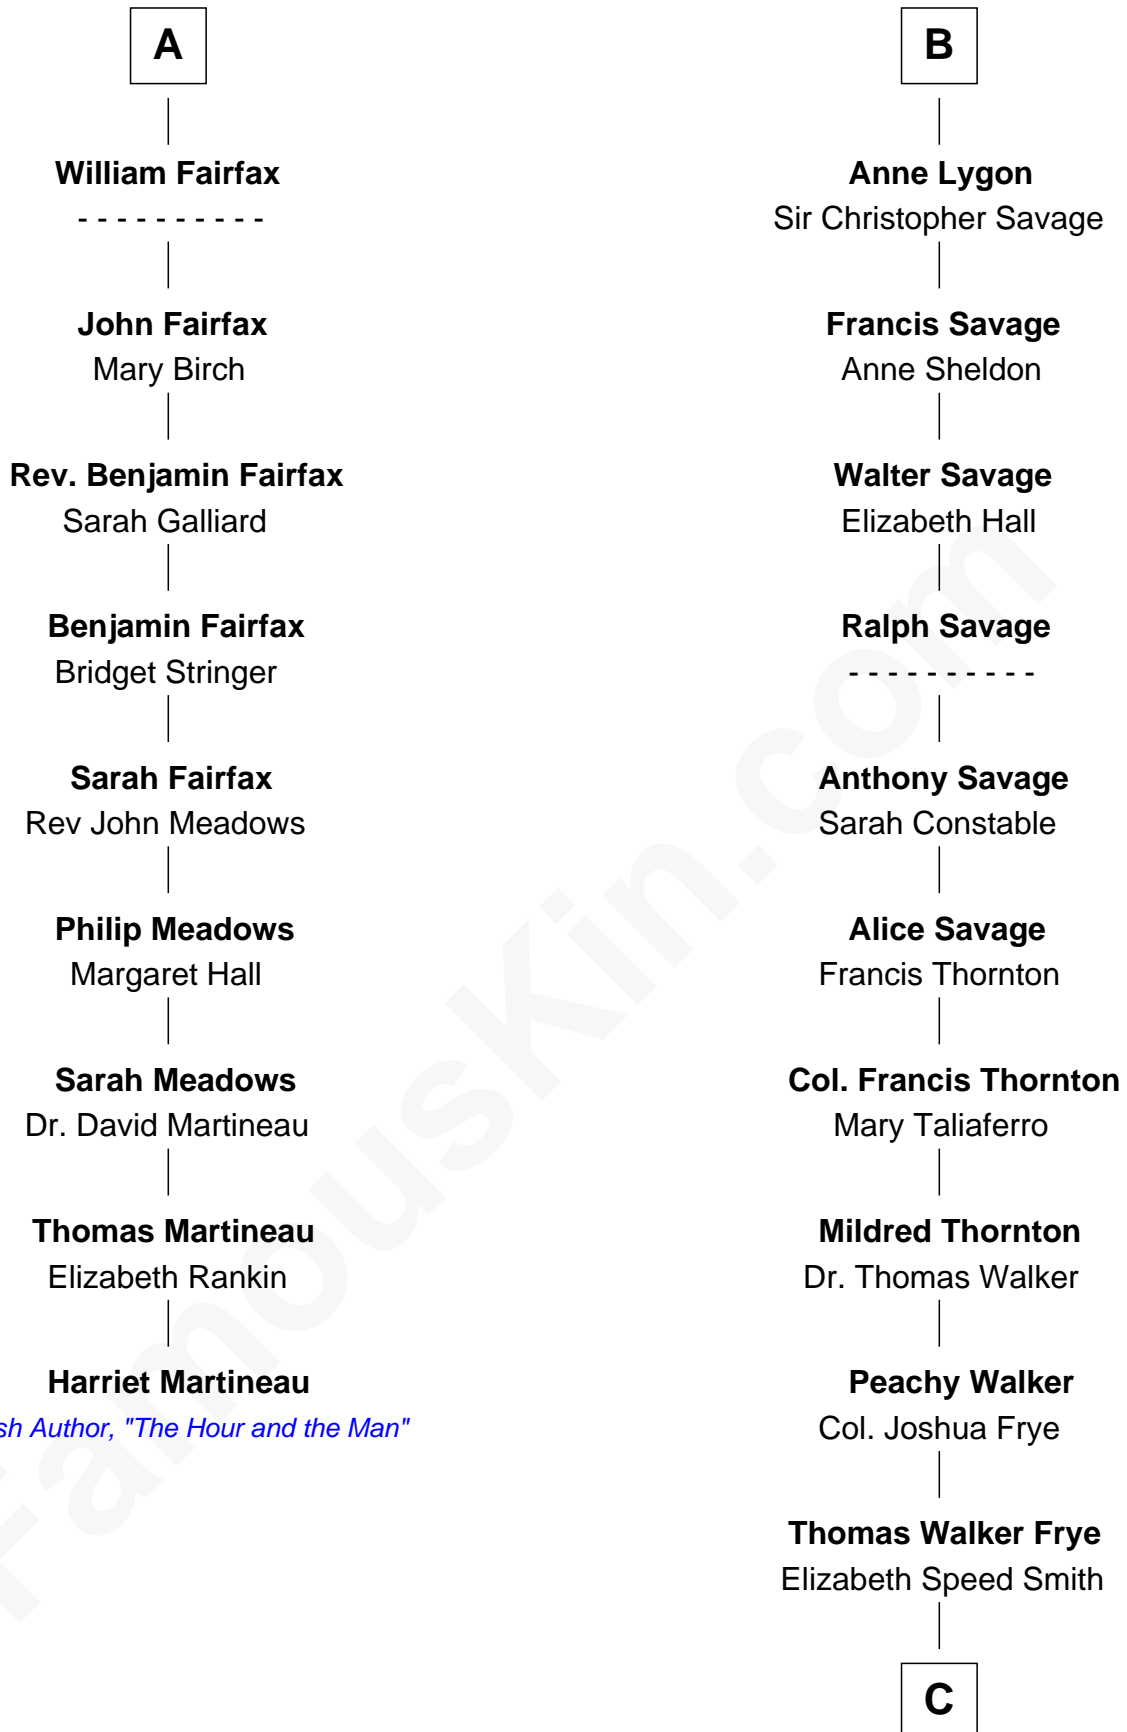 A
William Fairfax
- - - - - - - - - -
John Fairfax
Mary Birch
Rev. Benjamin Fairfax
Sarah Galliard
Benjamin Fairfax
Bridget Stringer
Sarah Fairfax
Rev John Meadows
Philip Meadows
Margaret Hall
Sarah Meadows
Dr. David Martineau
Thomas Martineau
Elizabeth Rankin
Harriet Martineau
sh Author, "The Hour and the Man"
B
Anne Lygon
Sir Christopher Savage
Francis Savage
Anne Sheldon
Walter Savage
Elizabeth Hall
Ralph Savage
- - - - - - - - - -
Anthony Savage
Sarah Constable
Alice Savage
Francis Thornton
Col. Francis Thornton
Mary Taliaferro
Mildred Thornton
Dr. Thomas Walker
Peachy Walker
Col. Joshua Frye
Thomas Walker Frye
Elizabeth Speed Smith
C
FamousKin.com